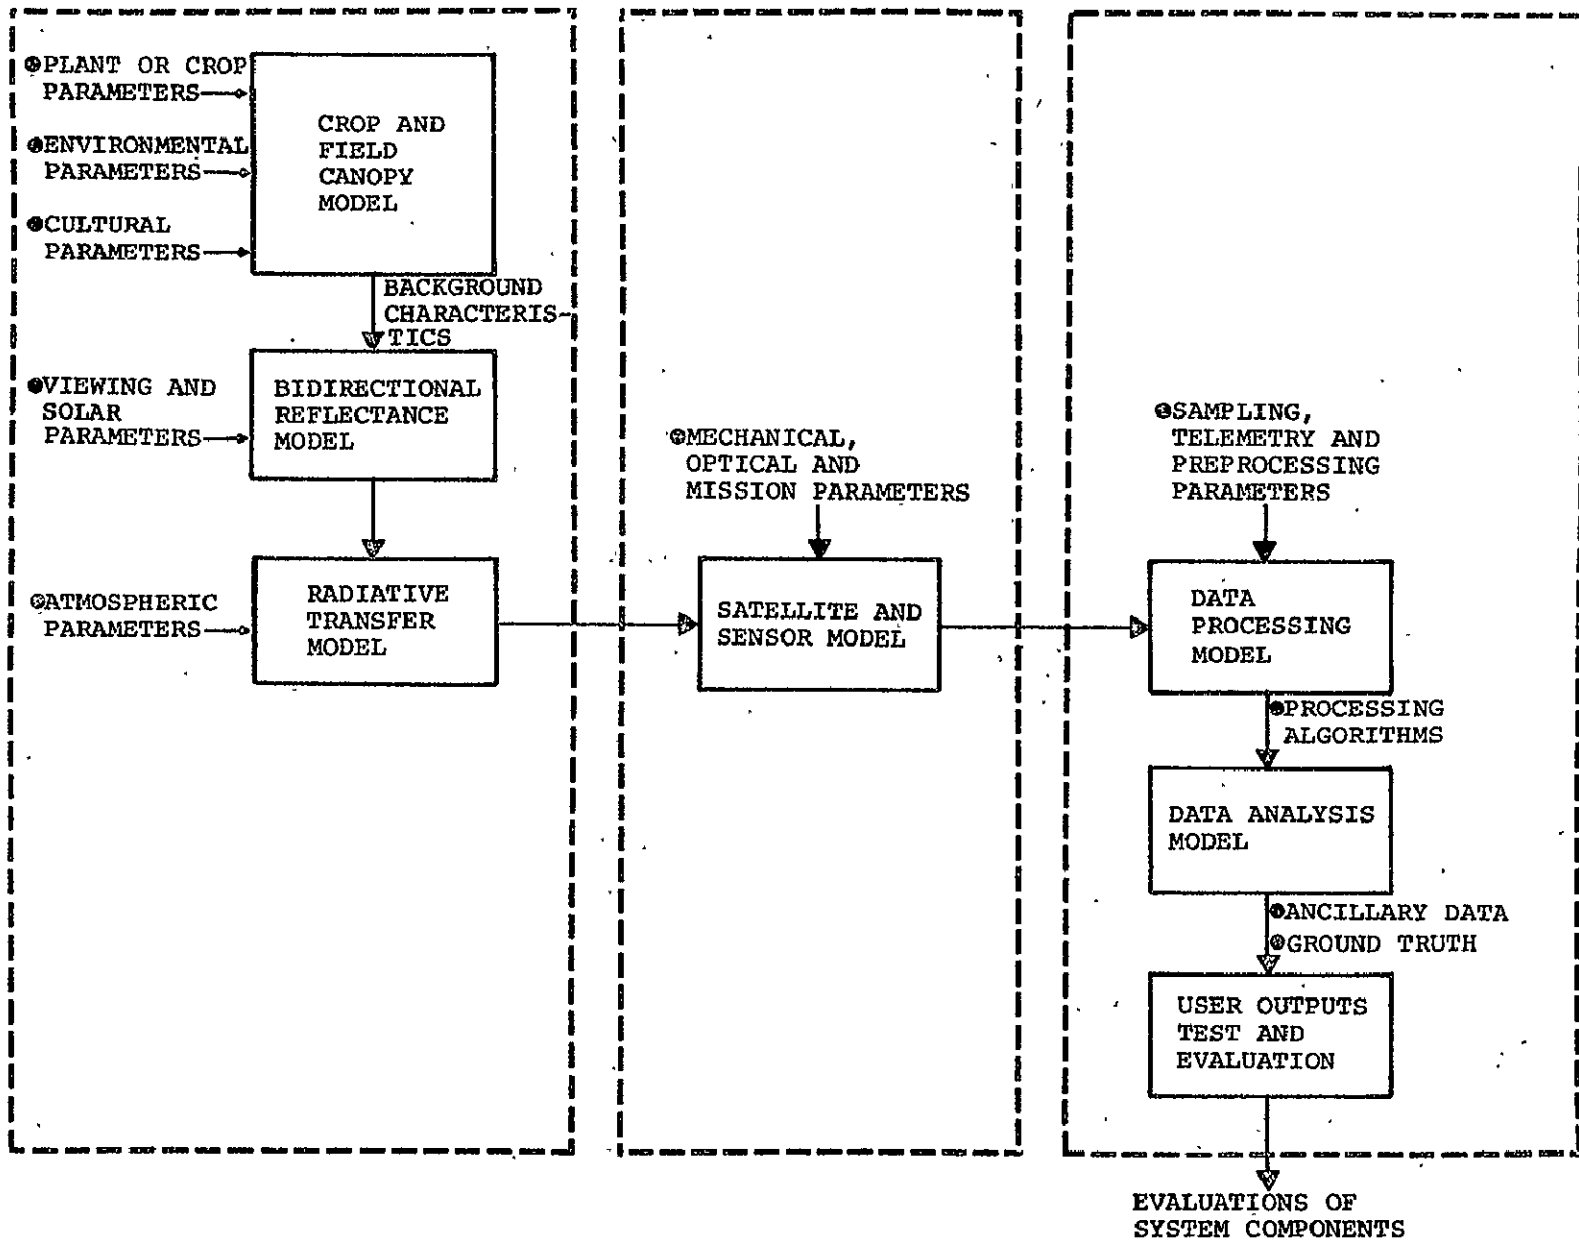 ●PLANT OR CROP
PARAMETERS
●ENVIRONMENTAL
PARAMETERS
●CULTURAL
PARAMETERS
CROP AND
FIELD
CANOPY
MODEL
BACKGROUND
CHARACTERIS-
TICS
●VIEWING AND
SOLAR
PARAMETERS
BIDIRECTIONAL
REFLECTANCE
MODEL
●ATMOSPHERIC
PARAMETERS
RADIATIVE
TRANSFER
MODEL
●MECHANICAL,
OPTICAL AND
MISSION PARAMETERS
SATELLITE AND
SENSOR MODEL
●SAMPLING,
TELEMETRY AND
PREPROCESSING
PARAMETERS
DATA
PROCESSING
MODEL
●PROCESSING
ALGORITHMS
DATA ANALYSIS
MODEL
●ANCILLARY DATA
●GROUND TRUTH
USER OUTPUTS
TEST AND
EVALUATION
EVALUATIONS OF
SYSTEM COMPONENTS